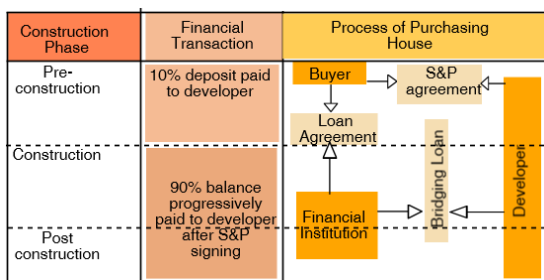 Construction
Phase
Financial
Transaction
Process of Purchasing
House
Pre-
construction
10% deposit paid
to developer
Buyer
S&P
agreement
Loan
Agreement
Construction
90% balance
progressively
paid to developer
after S&P
signing
Financial
Institution
Bridging Loan
Developer
Post
construction